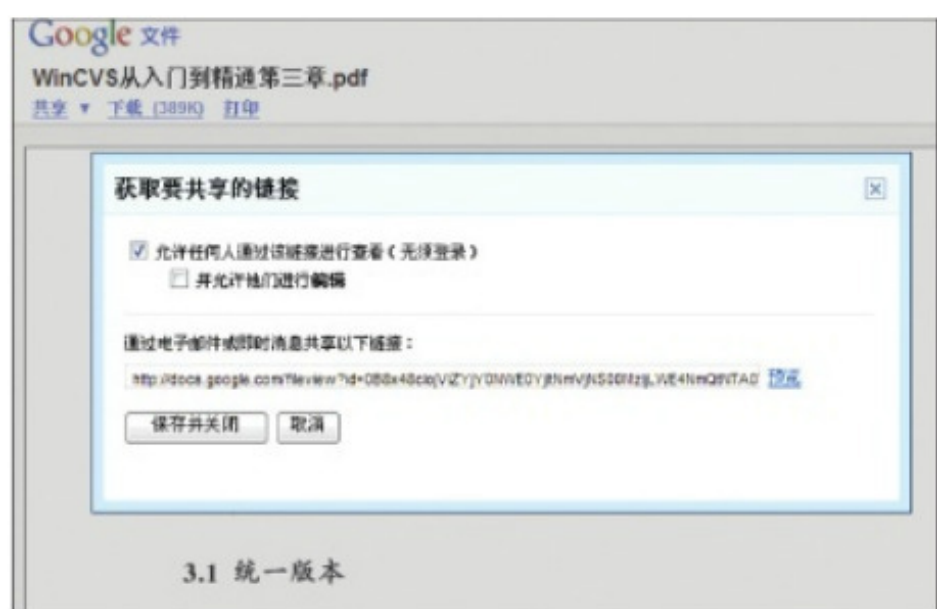 Google 文件
WinCVS从入门到精通第三章.pdf
共享 ▼ 下载 (389K) 打印
获取要共享的链接
允许任何人通过该链接进行查看(无须登录)
并允许他们进行编辑
通过电子邮件或即时消息共享以下链接:
预览
保存并关闭 取消
3.1 统一版本